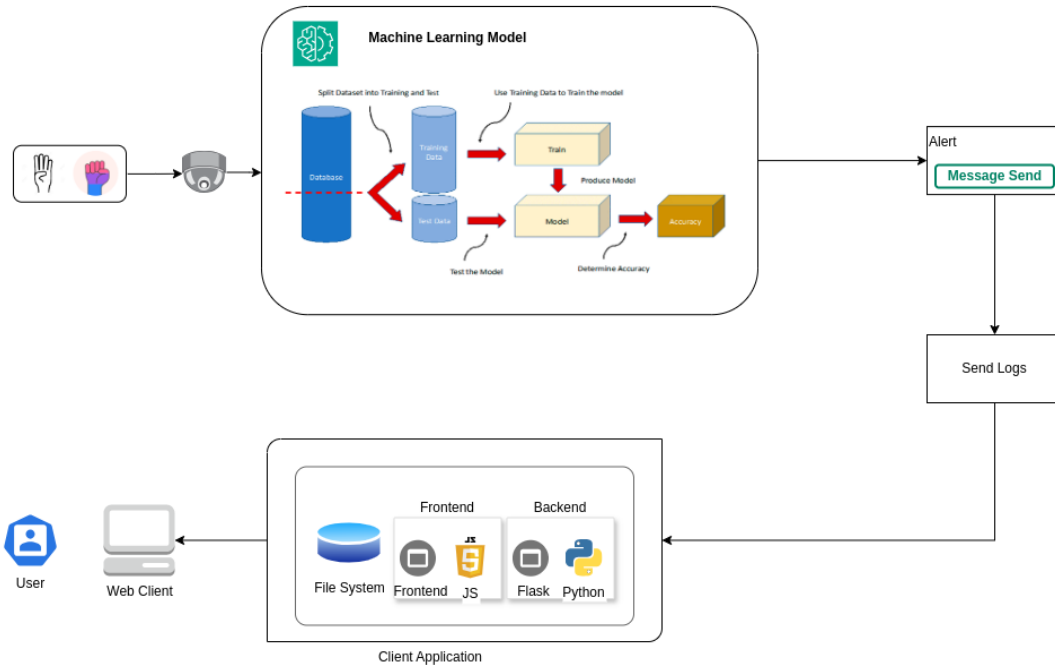 Machine Learning Model
Split Dataset into Training and Test
Use Training Data to Train the model
Database
Training
Data
Train
Produce Model
Test Data
Model
Accuracy
Test the Model
Determine Accuracy
Alert
Message Send
Send Logs
Frontend
Backend
JS
File System
Frontend
JS
Flask
Python
User
Web Client
Client Application